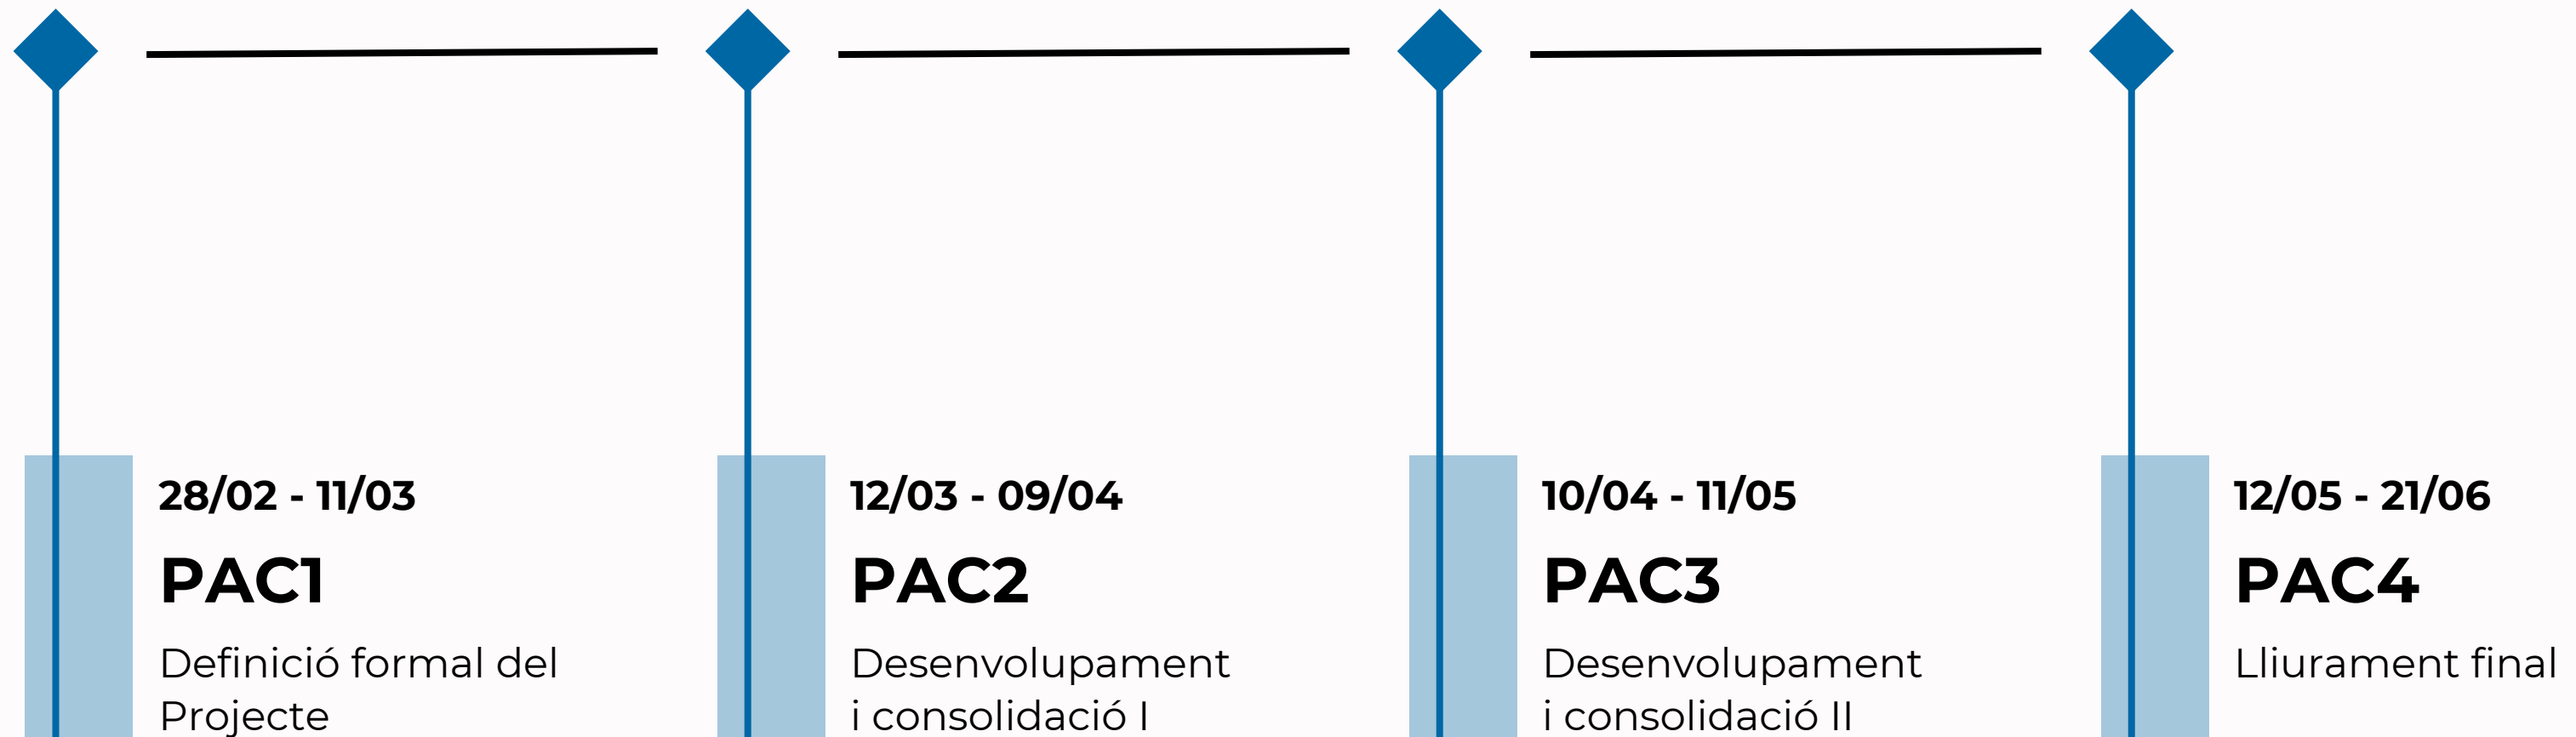 28/02 - 11/03
PAC1
Definició formal del
Projecte
12/03 - 09/04
PAC2
Desenvolupament
i consolidació I
10/04 - 11/05
PAC3
Desenvolupament
i consolidació II
12/05 - 21/06
PAC4
Lliurament final